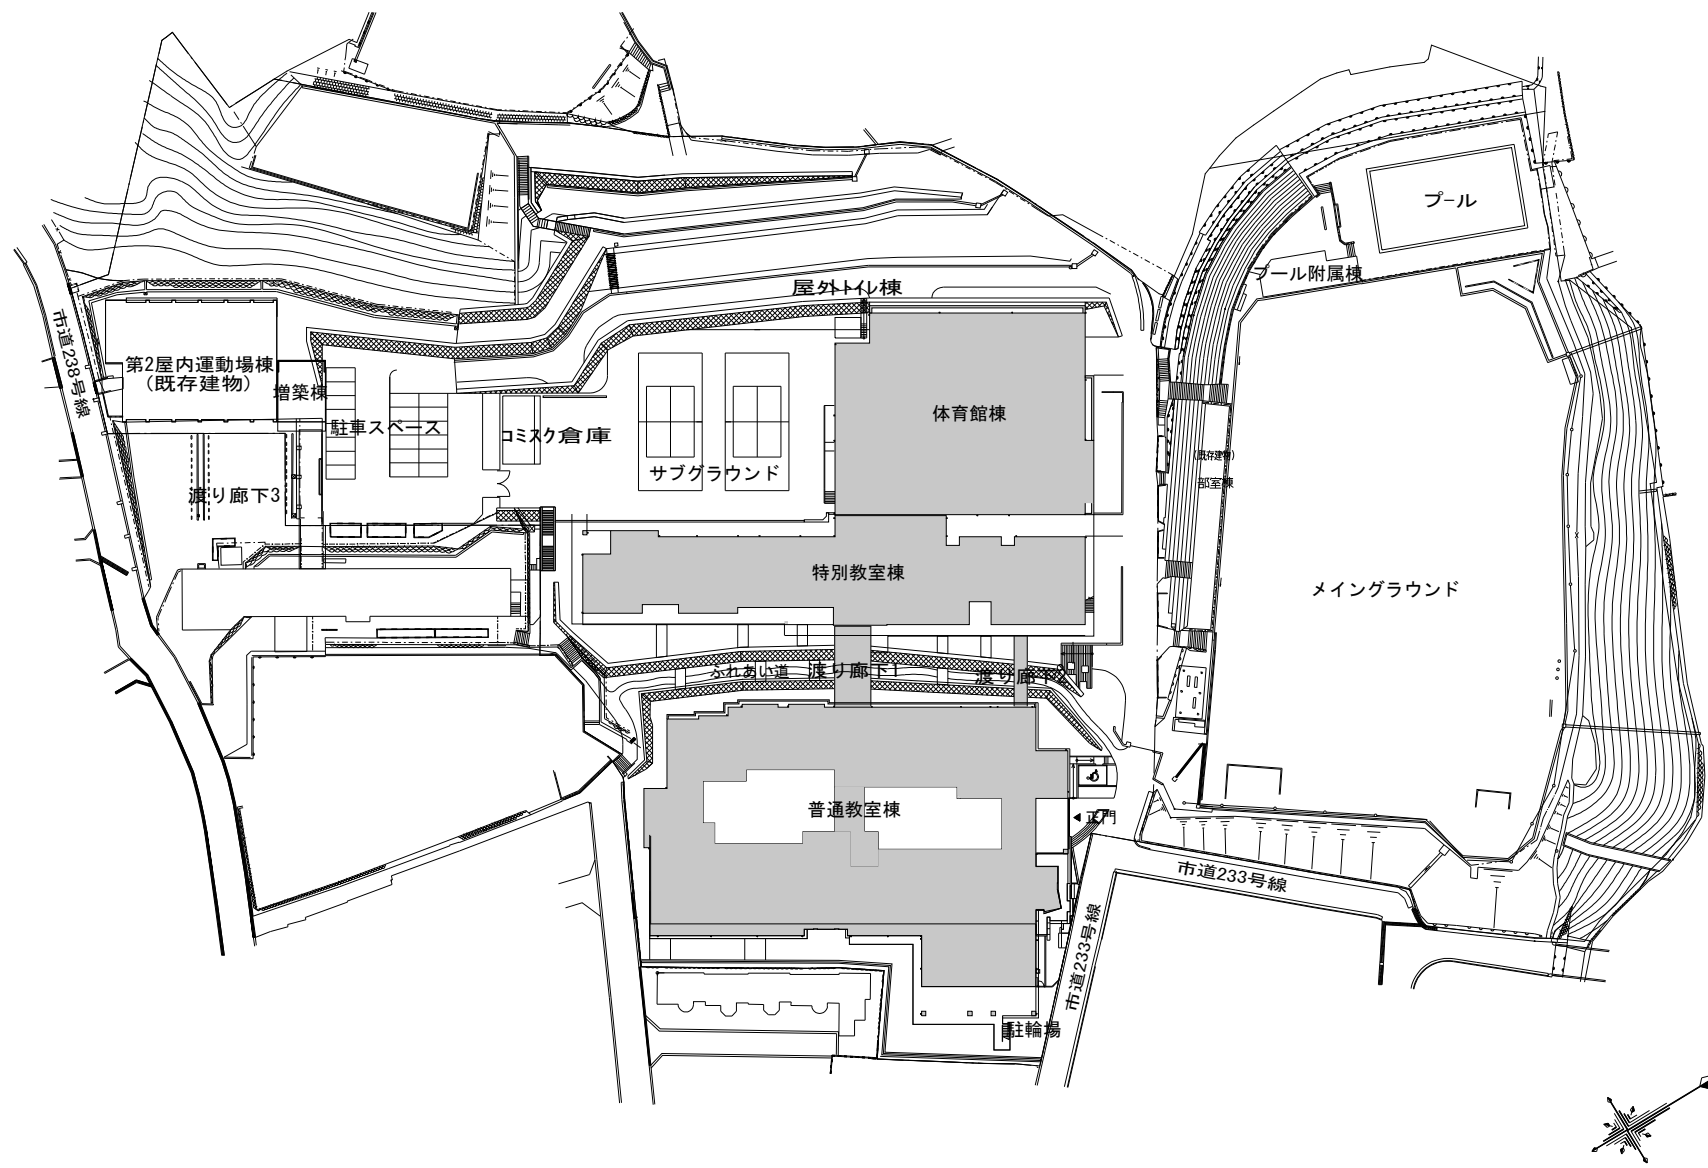 プール
プール附属棟
屋外トイレ棟
市道238号線
第2屋内運動場棟
(既存建物)
増築棟
駐車スペース
コミスク倉庫
サブグラウンド
体育館棟
(既存建物)
部室棟
渡り廊下3
特別教室棟
メイングラウンド
ふれあい道
渡り廊下1
渡り廊下2
普通教室棟
正門
市道233号線
市道233号線
駐輪場